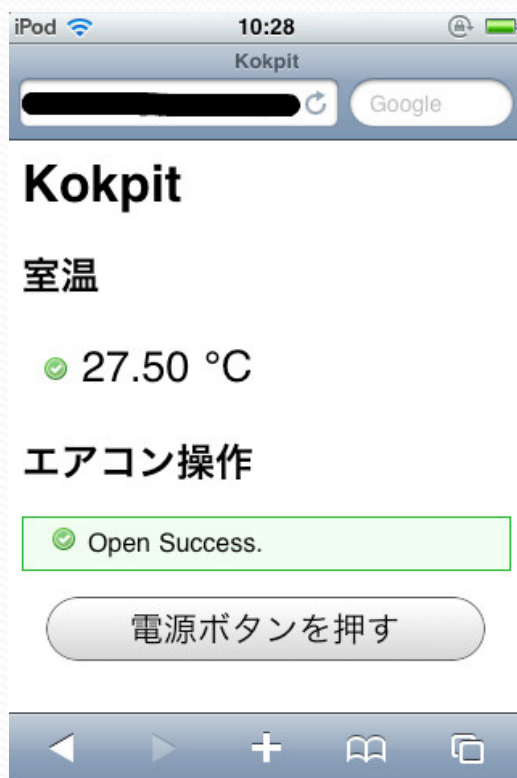 iPod 10:28
Kokpit
Google
Kokpit
室温
27.50 °C
エアコン操作
Open Success.
電源ボタンを押す